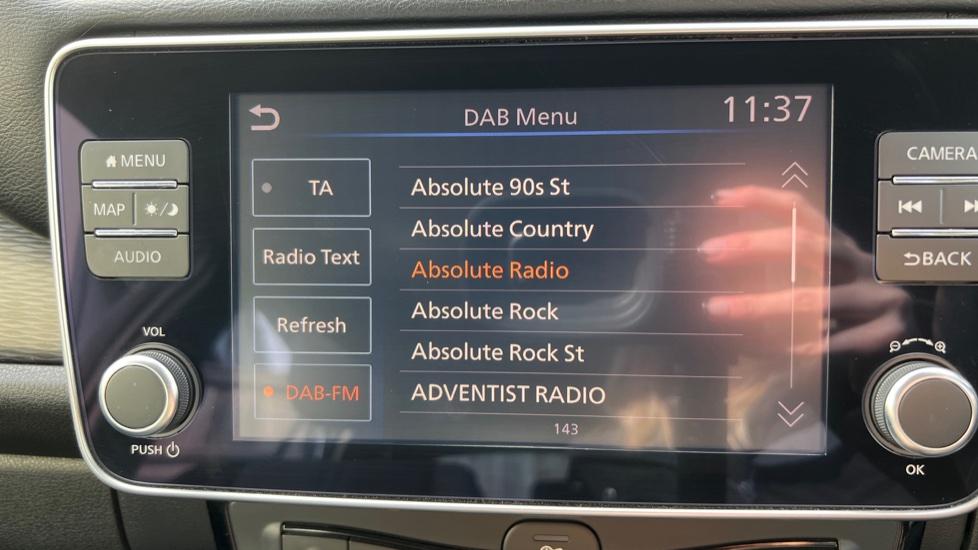 DAB Menu
11:37
MENU
MAP
AUDIO
VOL
PUSH
TA
Radio Text
Refresh
DAB-FM
Absolute 90s St
Absolute Country
Absolute Radio
Absolute Rock
Absolute Rock St
ADVENTIST RADIO
143
CAMERA
BACK
OK